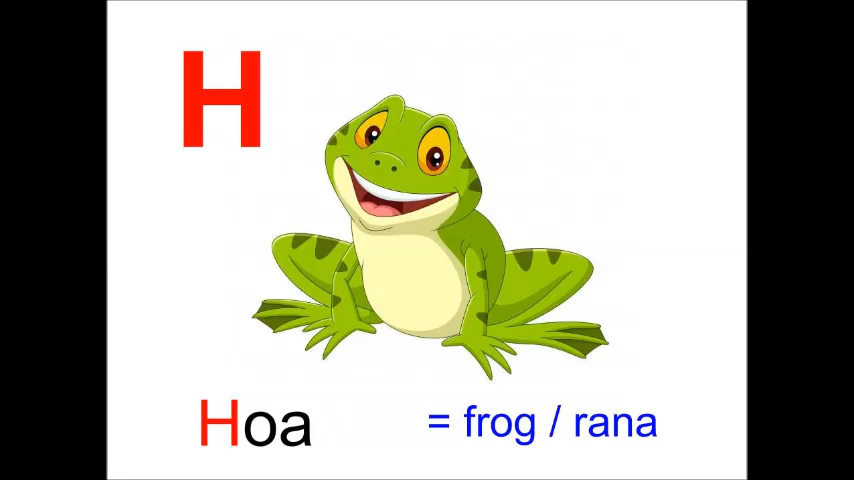 H
Hoa = frog / rana